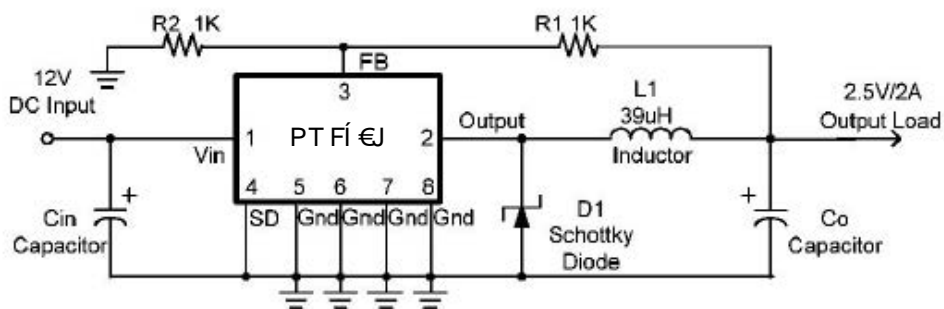 R2 1K
R1 1K
FB
12V
DC Input
3
L1
39uH
Inductor
2.5V/2A
Output Load
1
PT FÍ €J
2
Output
Vin
4
5
6
7
8
SD
Gnd
Gnd
Gnd
Gnd
+
Cin
Capacitor
D1
Schottky
Diode
+
Co
Capacitor